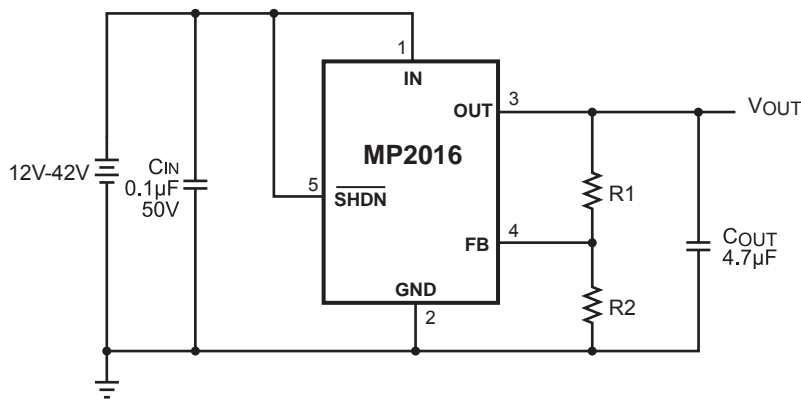 1
IN
OUT
3
VOUT
MP2016
12V-42V
CIN
0.1µF
50V
5
SHDN
R1
4
FB
COUT
4.7µF
GND
2
R2